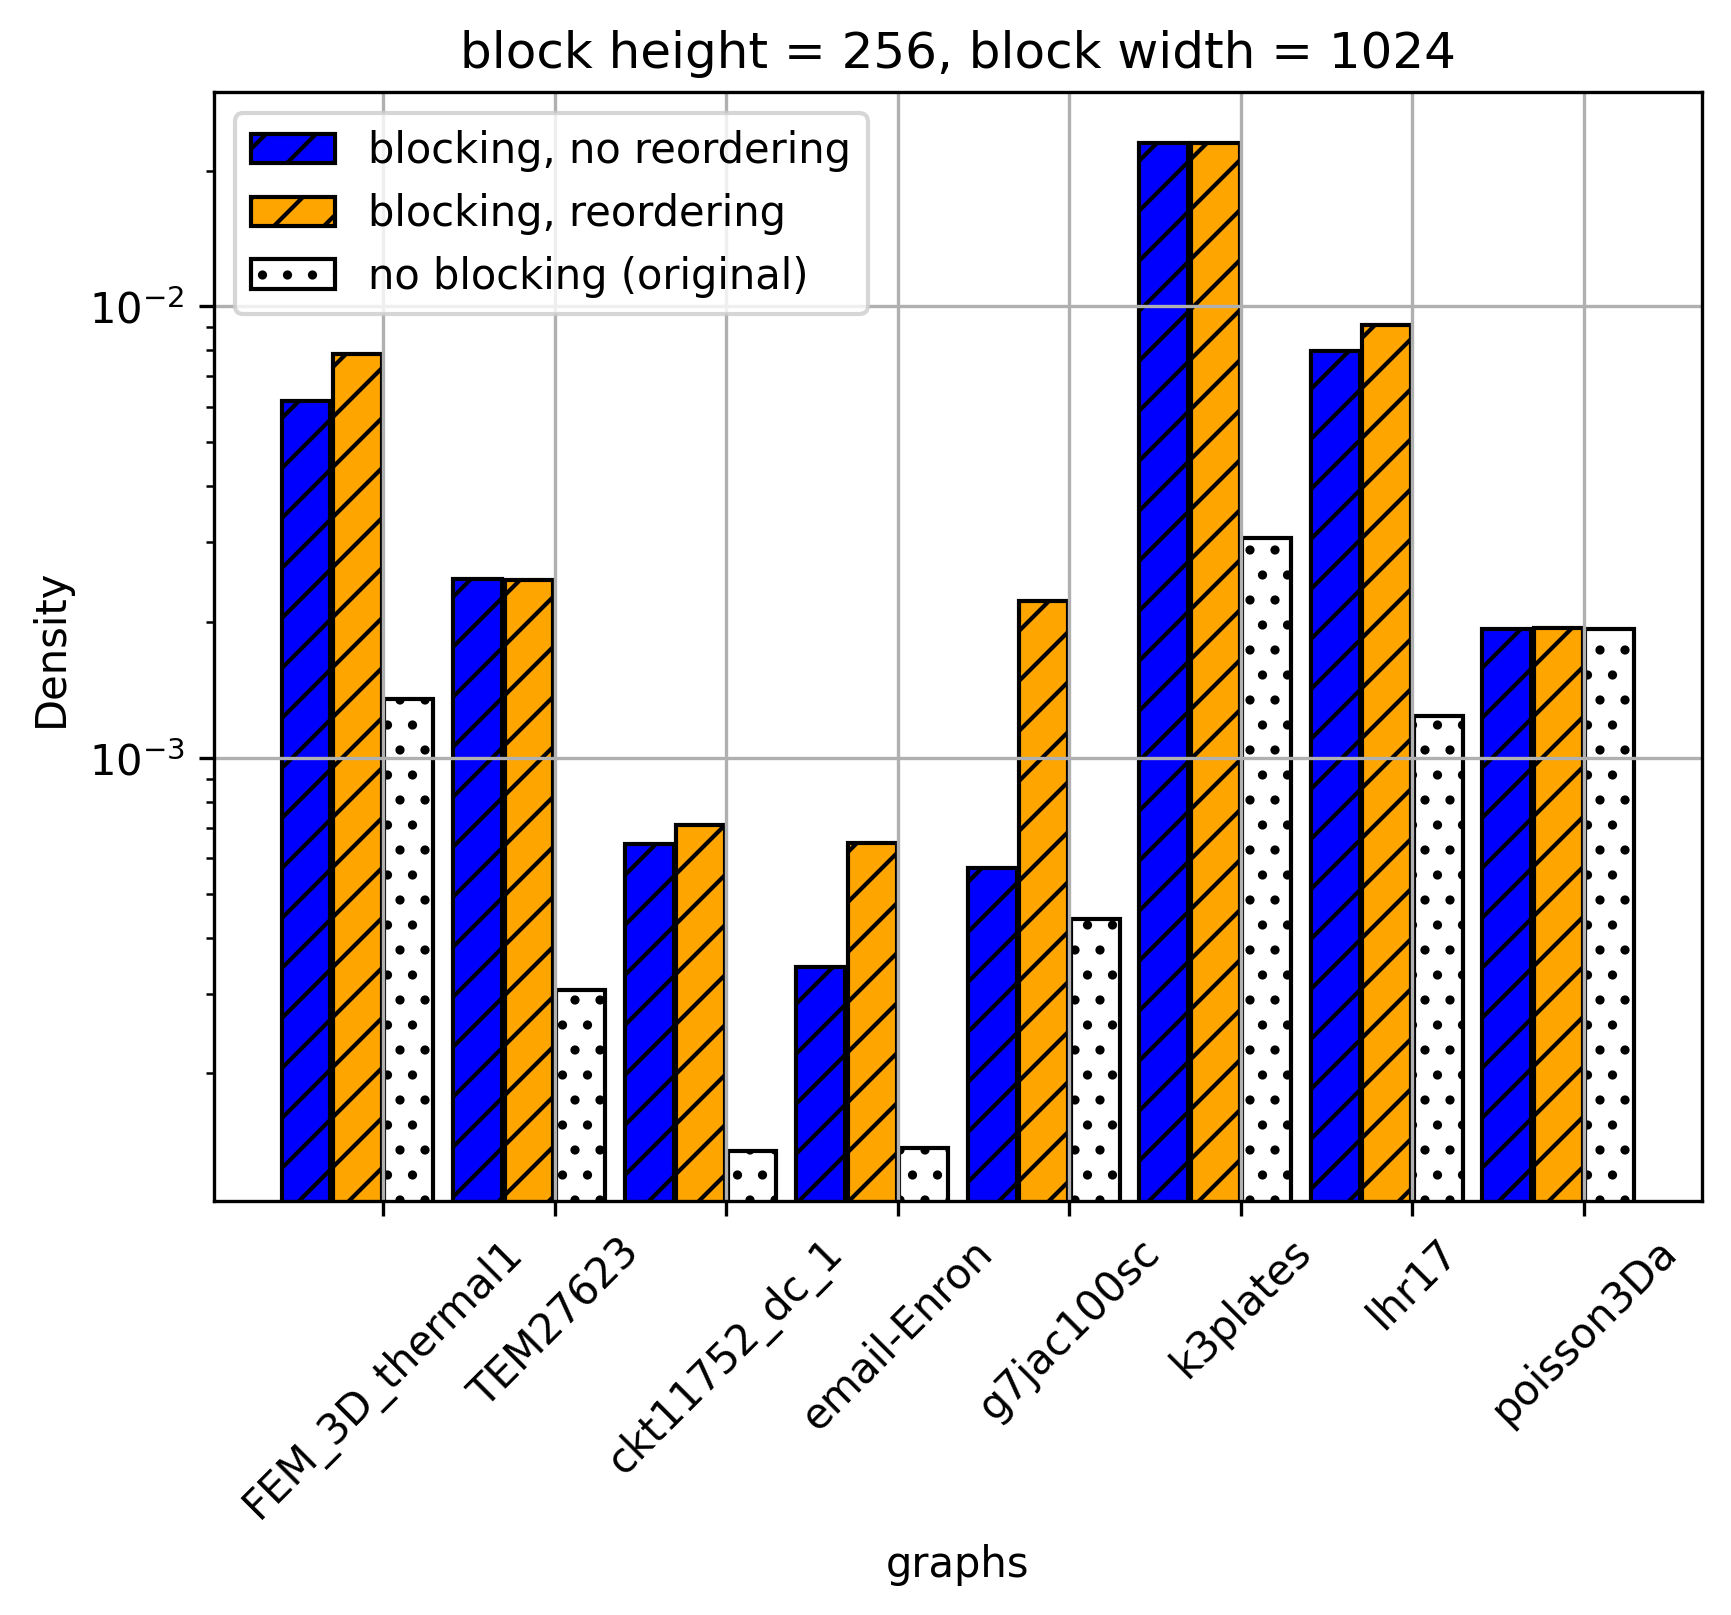 block height = 256, block width = 1024
blocking, no reordering
blocking, reordering
no blocking (original)
10⁻²
10⁻³
Density
FEM_3D_thermal1
TEM27623
ckt11752_dc_1
email-Enron
g7jac100sc
k3plates
lhr17
poisson3Da
graphs